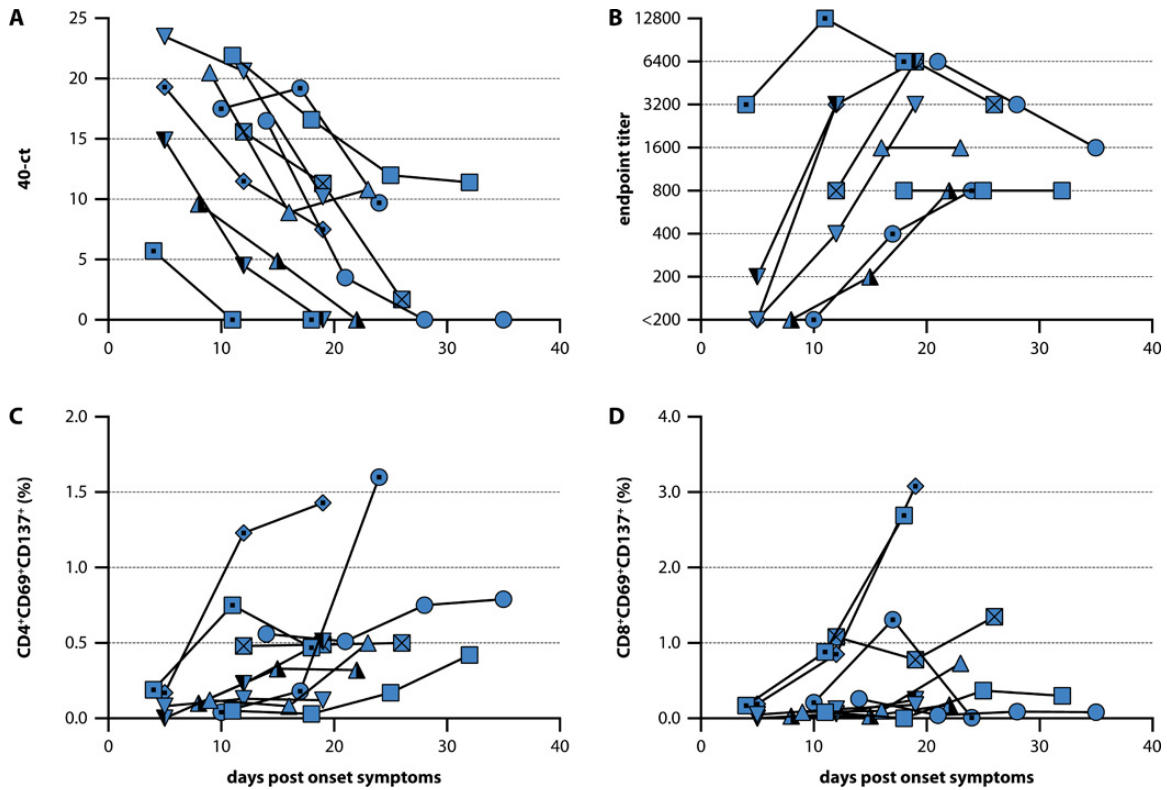 A
25
20
15
10
5
0
40-ct
0 10 20 30 40
B
12800
6400
3200
1600
800
400
200
<200
endpoint titer
0 10 20 30 40
C
2.0
1.5
1.0
0.5
0.0
CD4⁺CD69⁺CD137⁺ (%)
0 10 20 30 40
days post onset symptoms
D
4.0
3.0
2.0
1.0
0.0
CD8⁺CD69⁺CD137⁺ (%)
0 10 20 30 40
days post onset symptoms